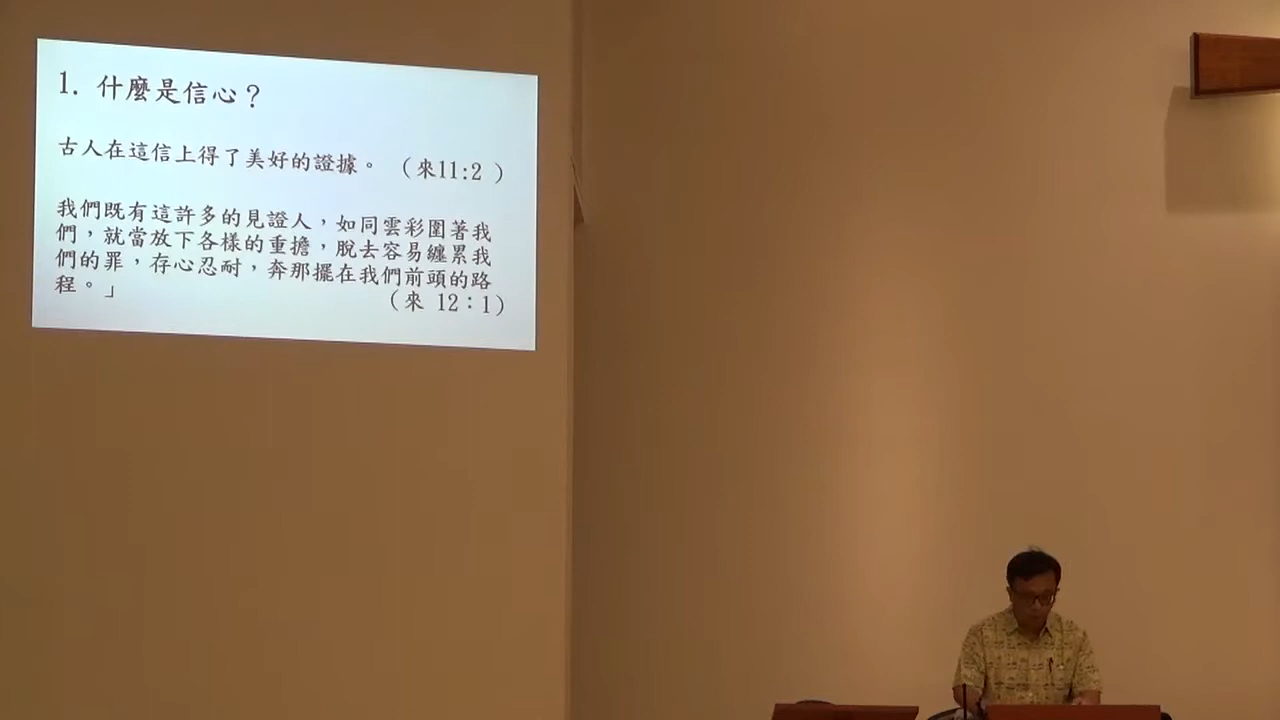 1. 什麼是信心？
古人在這信上得了美好的證據。（來11:2 ）
我們既有這許多的見證人，如同雲彩圍著我
們，就當放下各樣的重擔，脫去容易纏累我
們的罪，存心忍耐，奔那擺在我們前頭的路
程。」（來 12：1）